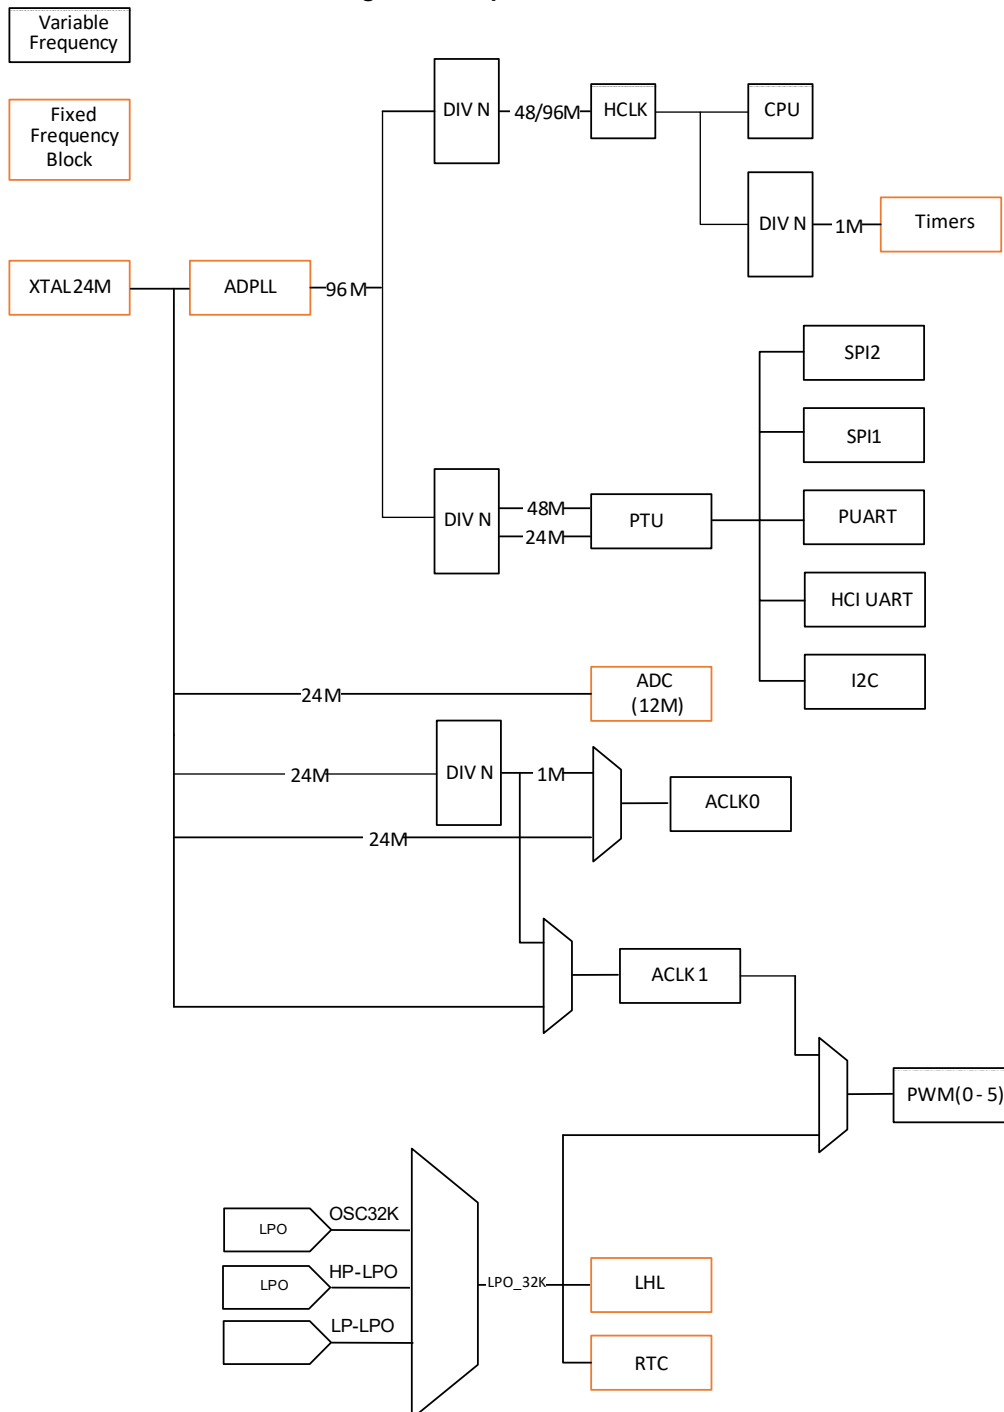 Variable
Frequency
Fixed
Frequency
Block
DIV N
48/96M
HCLK
CPU
DIV N
1M
Timers
XTAL 24M
ADPLL
96 M
SPI2
SPI1
DIV N
48M
24M
PTU
PUART
HCI UART
I2C
24M
ADC
(12M)
24M
DIV N
1M
ACLK0
24M
ACLK 1
PWM(0 - 5)
LPO
OSC32K
LPO
HP-LPO
LP-LPO
LPO_32K
LHL
RTC